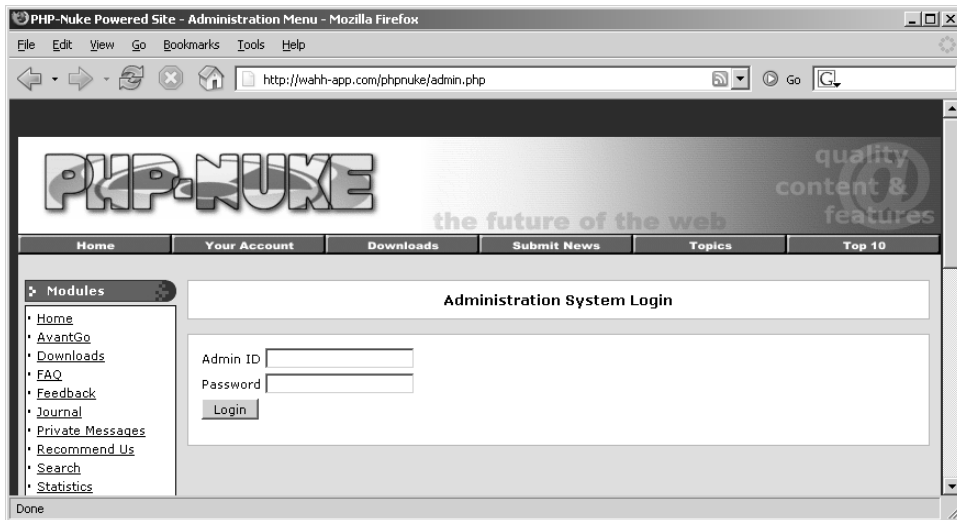 PHP-Nuke Powered Site - Administration Menu - Mozilla Firefox
File Edit View Go Bookmarks Tools Help
http://wahh-app.com/phpnuke/admin.php Go G
PHP-NUKE
quality
content &
features
@
the future of the web
Home Your Account Downloads Submit News Topics Top 10
Modules
Administration System Login
Home
AvantGo
Downloads
FAQ
Feedback
Journal
Private Messages
Recommend Us
Search
Statistics
Admin ID
Password
Login
Done